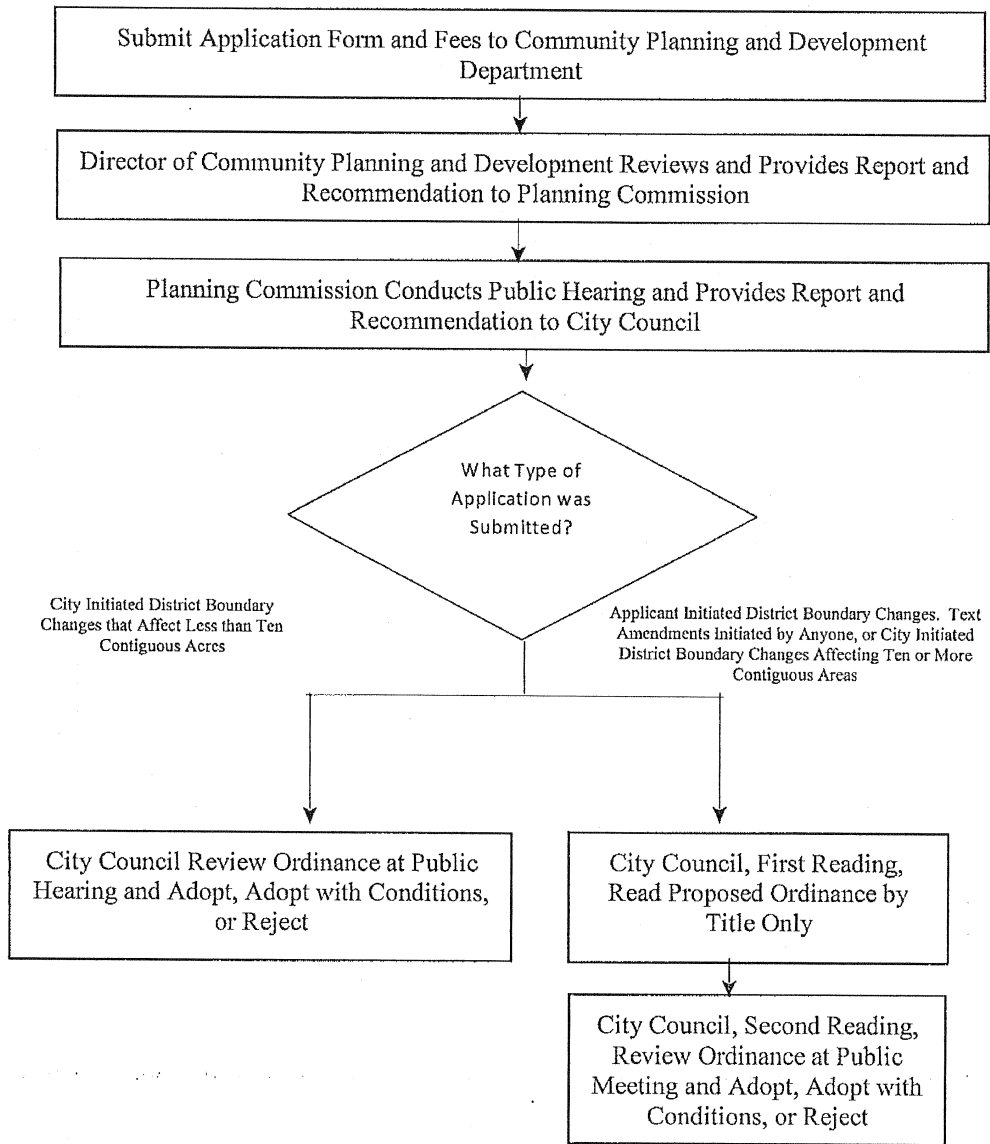 Submit Application Form and Fees to Community Planning and Development
Department
Director of Community Planning and Development Reviews and Provides Report and
Recommendation to Planning Commission
Planning Commission Conducts Public Hearing and Provides Report and
Recommendation to City Council
What Type of
Application was
Submitted?
City Initiated District Boundary
Changes that Affect Less than Ten
Contiguous Acres
Applicant Initiated District Boundary Changes. Text
Amendments Initiated by Anyone, or City Initiated
District Boundary Changes Affecting Ten or More
Contiguous Areas
City Council Review Ordinance at Public
Hearing and Adopt, Adopt with Conditions,
or Reject
City Council, First Reading,
Read Proposed Ordinance by
Title Only
City Council, Second Reading,
Review Ordinance at Public
Meeting and Adopt, Adopt with
Conditions, or Reject